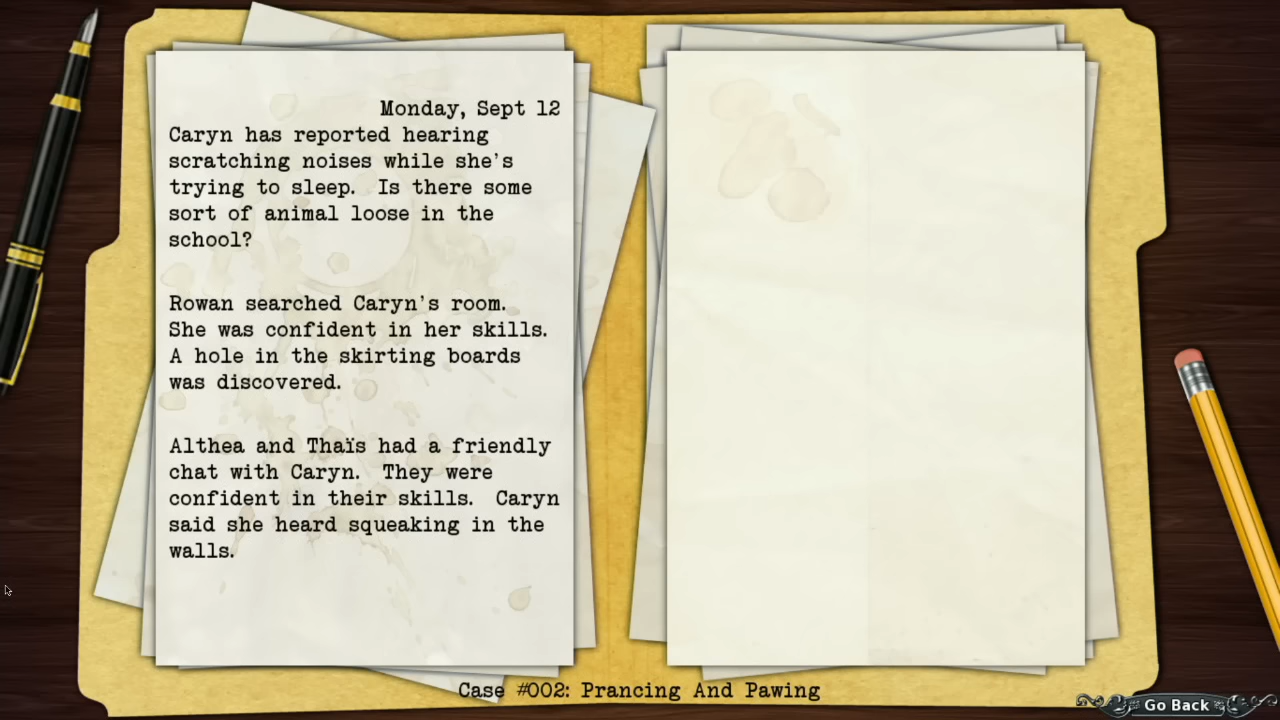 Monday, Sept 12
Caryn has reported hearing
scratching noises while she's
trying to sleep.  Is there some
sort of animal loose in the
school?
Rowan searched Caryn's room.
She was confident in her skills.
A hole in the skirting boards
was discovered.
Althea and Thaïs had a friendly
chat with Caryn.  They were
confident in their skills.  Caryn
said she heard squeaking in the
walls.
Case #002: Prancing And Pawing
Go Back